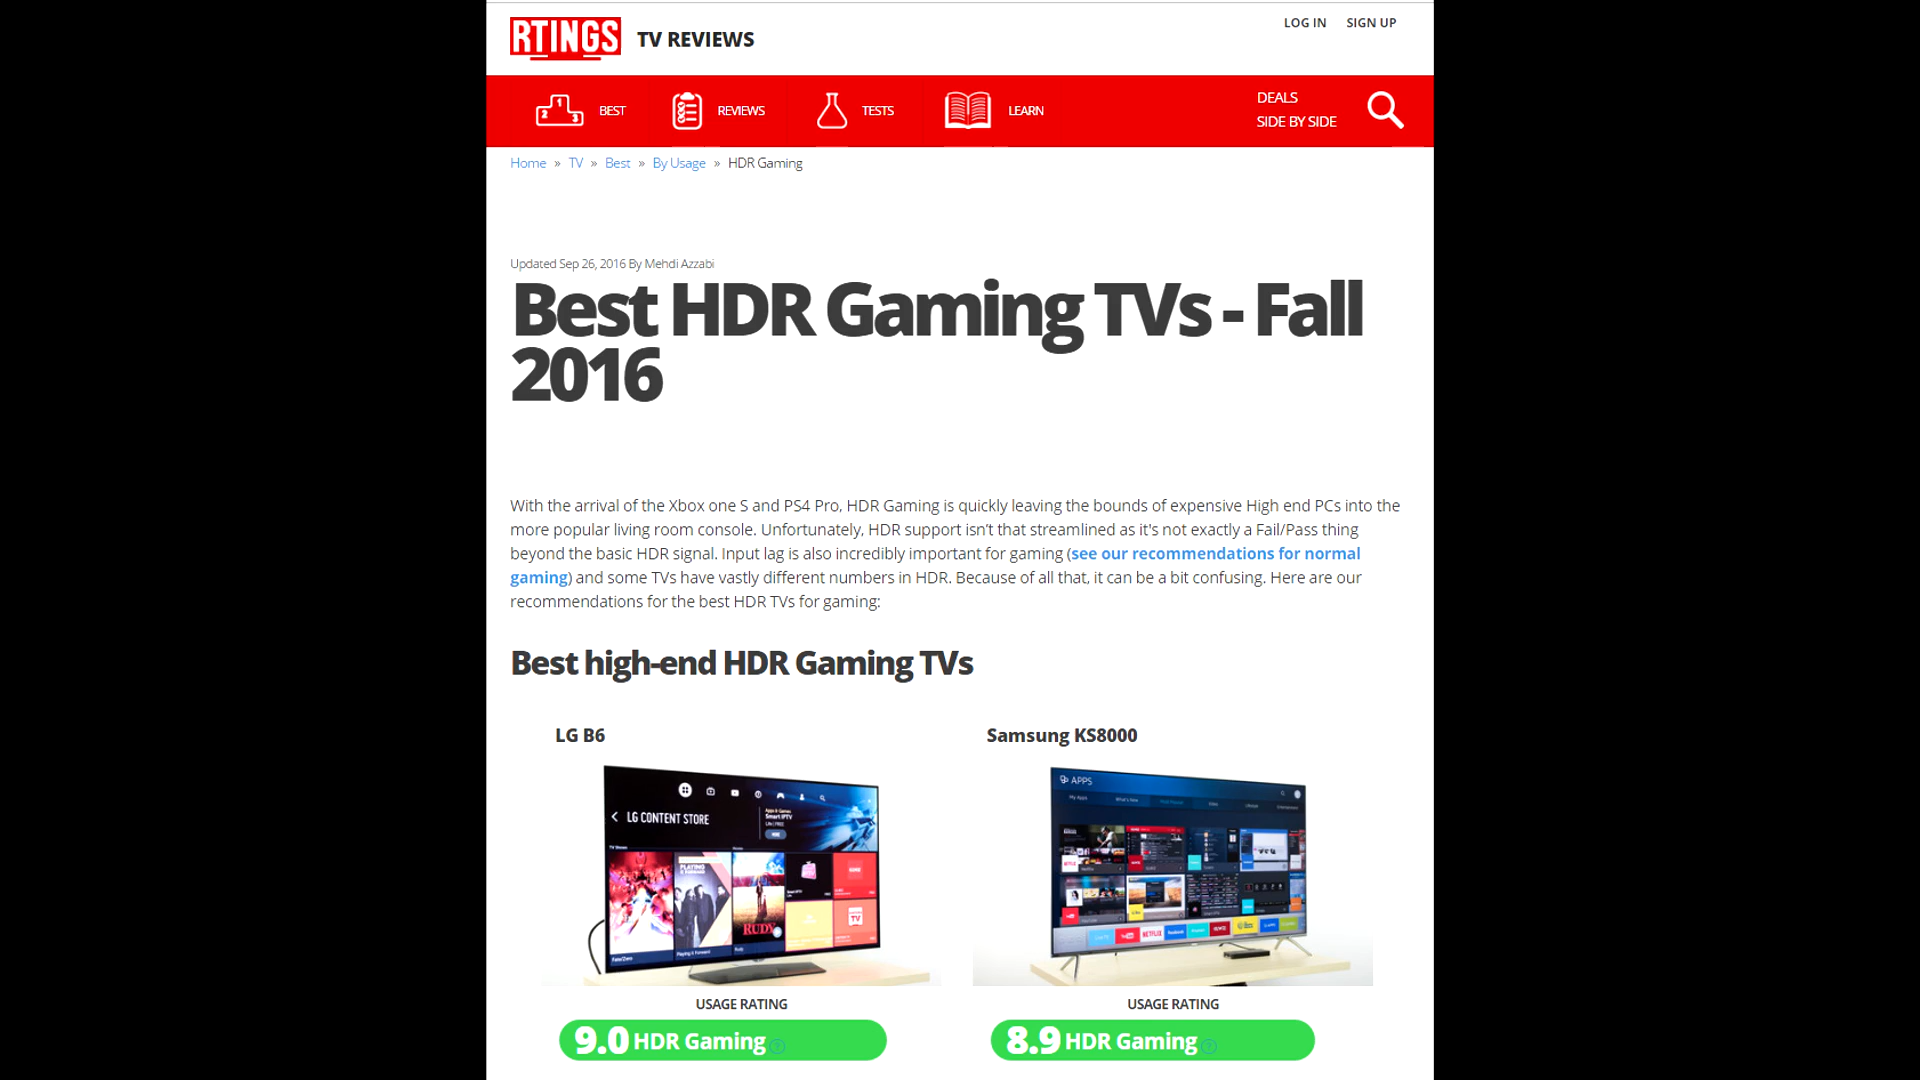 RTINGS TV REVIEWS
LOG IN SIGN UP
BEST REVIEWS TESTS LEARN
DEALS
SIDE BY SIDE
Home » TV » Best » By Usage » HDR Gaming
Updated Sep 26, 2016 By Mehdi Azzabi
Best HDR Gaming TVs - Fall
2016
With the arrival of the Xbox one S and PS4 Pro, HDR Gaming is quickly leaving the bounds of expensive High end PCs into the
more popular living room console. Unfortunately, HDR support isn't that streamlined as it's not exactly a Fail/Pass thing
beyond the basic HDR signal. Input lag is also incredibly important for gaming (see our recommendations for normal
gaming) and some TVs have vastly different numbers in HDR. Because of all that, it can be a bit confusing. Here are our
recommendations for the best HDR TVs for gaming:
Best high-end HDR Gaming TVs
LG B6
Samsung KS8000
LG CONTENT STORE
Smart IPTV
RUDY
APPS
NETFLIX
USAGE RATING
9.0 HDR Gaming
USAGE RATING
8.9 HDR Gaming